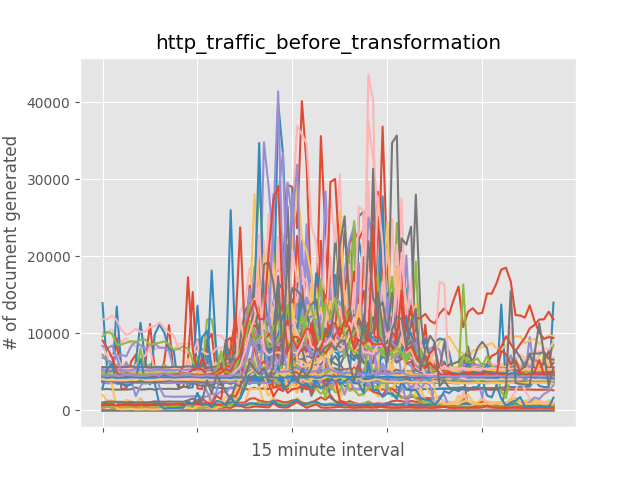 http_traffic_before_transformation
40000
30000
20000
10000
0
# of document generated
15 minute interval